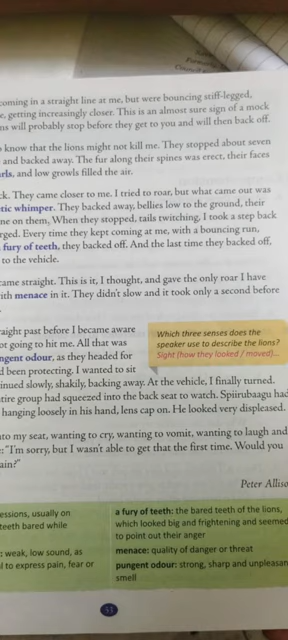 coming in a straight line at me, but were bouncing stiff-legged,
e, getting increasingly closer. This is an almost sure sign of a mock
ns will probably stop before they get to you and will then back off.
know that the lions might not kill me. They stopped about seven
and backed away. The fur along their spines was erect, their faces
rls, and low growls filled the air.
ck. They came closer to me. I tried to roar, but what came out was
tic whimper. They backed away, bellies low to the ground, their
ne on them, When they stopped, tails twitching, I took a step back
rged. Every time they kept coming at me, with a bouncing run,
fury of teeth, they backed off. And the last time they backed off,
to the vehicle.
came straight. This is it, I thought, and gave the only roar I have
ith menace in it. They didn't slow and it took only a second before
raight past before I became aware
ot going to hit me. All that was
ngent odour, as they headed for
d been protecting. I wanted to sit
Which three senses does the
speaker use to describe the lions?
Sight (how they looked / moved)...
inued slowly, shakily, backing away. At the vehicle, I finally turned.
tire group had squeezed into the back seat to watch. Spiirubaagu had
hanging loosely in his hand, lens cap on. He looked very displeased.
nto my seat, wanting to cry, wanting to vomit, wanting to laugh and
: "I'm sorry, but I wasn't able to get that the first time. Would you
ain?"
Peter Alliso
essions, usually on
teeth bared while
: weak, low sound, as
l to express pain, fear or
a fury of teeth: the bared teeth of the lions,
which looked big and frightening and seemed
to point out their anger
menace: quality of danger or threat
pungent odour: strong, sharp and unpleasan
smell